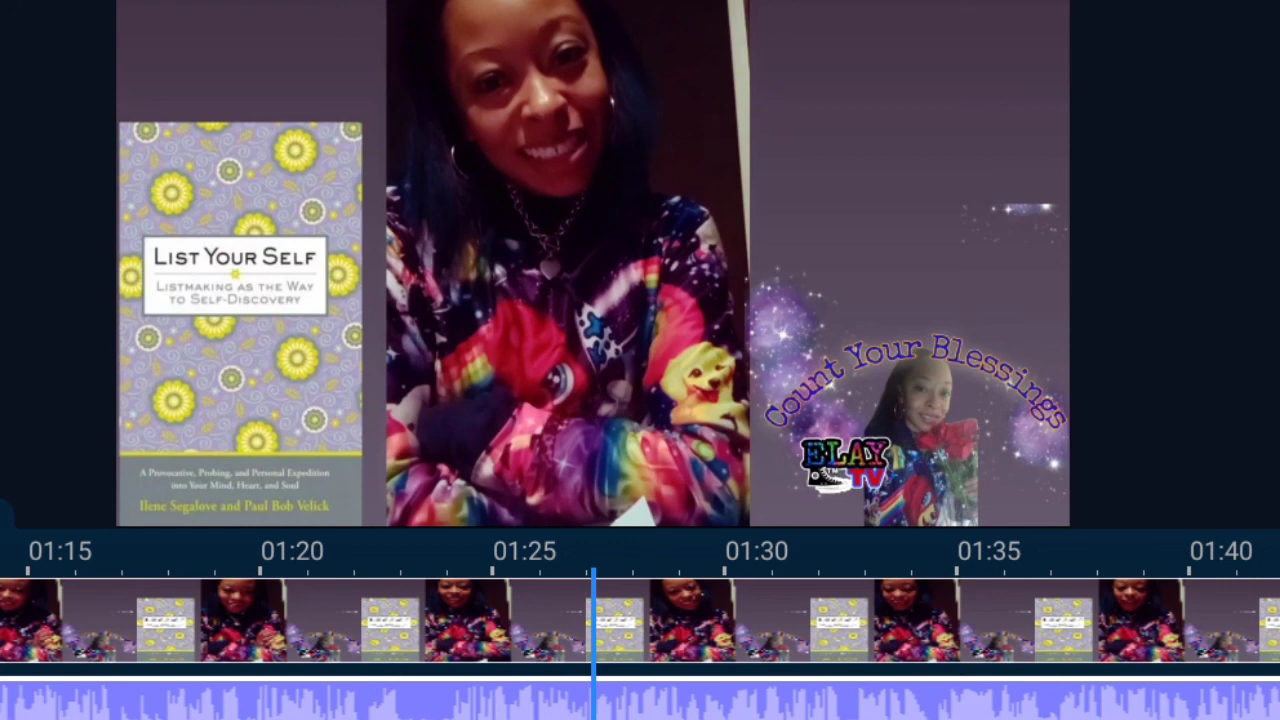 LIST YOUR SELF
LISTMAKING AS THE WAY
TO SELF-DISCOVERY
A Provocative, Probing, and Personal Expedition
into Your Mind, Heart, and Soul
Ilene Segalove and Paul Bob Velick
Count Your Blessings
ELAY
TM
TV
01:15 01:20 01:25 01:30 01:35 01:40